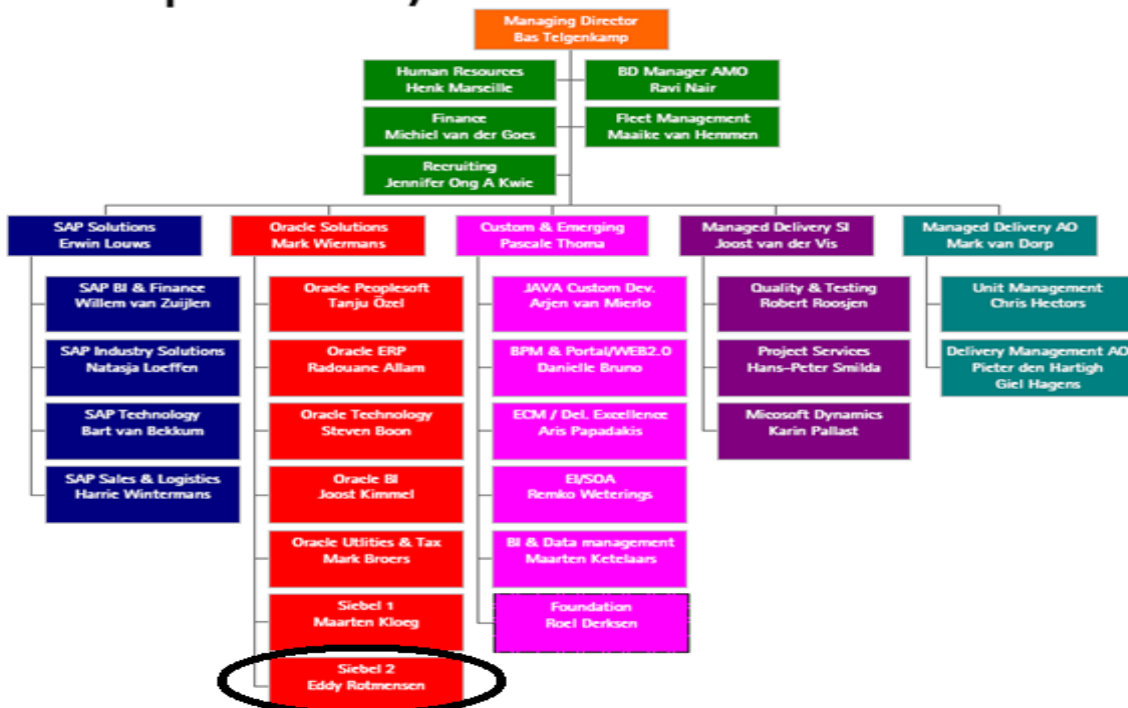 Managing Director
Bas Telgenkamp
Human Resources
Henk Marseille
BD Manager AMO
Ravi Nair
Finance
Michiel van der Goes
Fleet Management
Maaike van Hemmen
Recruiting
Jennifer Ong A Kwie
SAP Solutions
Erwin Louws
Oracle Solutions
Mark Wiermans
Custom & Emerging
Pascale Thoma
Managed Delivery SI
Joost van der Vis
Managed Delivery AO
Mark van Dorp
SAP BI & Finance
Willem van Zuijlen
SAP Industry Solutions
Natasja Loeffen
SAP Technology
Bart van Bekkum
SAP Sales & Logistics
Harrie Wintermans
Oracle Peoplesoft
Tanju Özel
Oracle ERP
Radouane Allam
Oracle Technology
Steven Boon
Oracle BI
Joost Kimmel
Oracle Utlities & Tax
Mark Broers
Siebel 1
Maarten Kloeg
Siebel 2
Eddy Rotmensen
JAVA Custom Dev.
Arjen van Mierlo
BPM & Portal/WEB2.0
Danielle Bruno
ECM / Del. Excellence
Aris Papadakis
EI/SOA
Remko Weterings
BI & Data management
Maarten Ketelaars
Foundation
Roel Derksen
Quality & Testing
Robert Roosjen
Project Services
Hans-Peter Smilda
Micosoft Dynamics
Karin Pallast
Unit Management
Chris Hectors
Delivery Management AO
Pieter den Hartigh
Giel Hagens